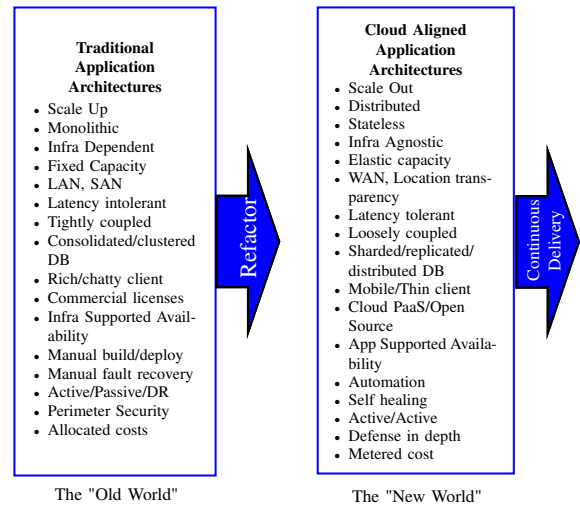 Traditional
Application
Architectures
• Scale Up
• Monolithic
• Infra Dependent
• Fixed Capacity
• LAN, SAN
• Latency intolerant
• Tightly coupled
• Consolidated/clustered
DB
• Rich/chatty client
• Commercial licenses
• Infra Supported Avail-
ability
• Manual build/deploy
• Manual fault recovery
• Active/Passive/DR
• Perimeter Security
• Allocated costs
The "Old World"
Refactor
Cloud Aligned
Application
Architectures
• Scale Out
• Distributed
• Stateless
• Infra Agnostic
• Elastic capacity
• WAN, Location trans-
parency
• Latency tolerant
• Loosely coupled
• Sharded/replicated/
distributed DB
• Mobile/Thin client
• Cloud PaaS/Open
Source
• App Supported Availa-
bility
• Automation
• Self healing
• Active/Active
• Defense in depth
• Metered cost
The "New World"
Continuous
Delivery